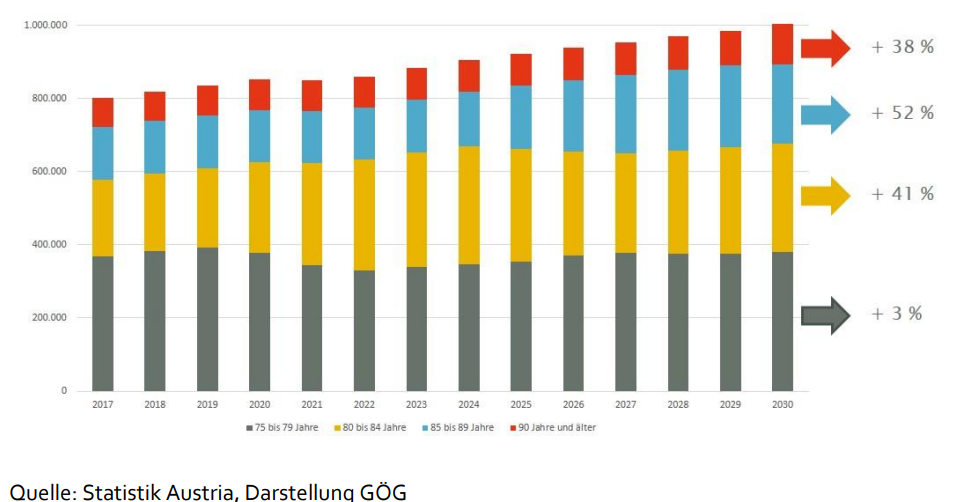 1.000.000
+ 38 %
800.000
+ 52 %
600.000
+ 41 %
400.000
+ 3 %
200.000
0
2017 2018 2019 2020 2021 2022 2023 2024 2025 2026 2027 2028 2029 2030
75 bis 79 Jahre 80 bis 84 Jahre 85 bis 89 Jahre 90 Jahre und älter
Quelle: Statistik Austria, Darstellung GÖG